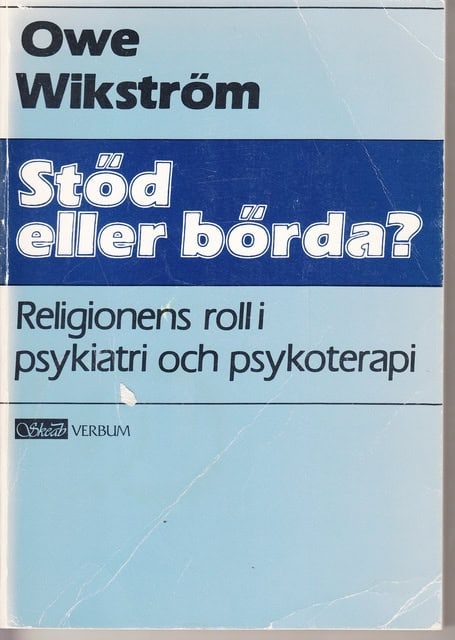 Owe
Wikström
Stöd
eller börda?
Religionens roll i
psykiatri och psykoterapi
Skeab VERBUM